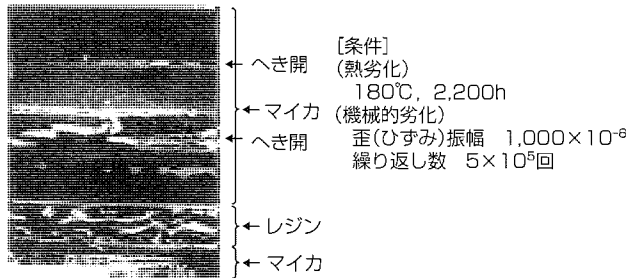 [条件]
へき開
(熱劣化)
180℃, 2,200h
マイカ
(機械的劣化)
へき開
歪(ひずみ)振幅 1,000×10⁻⁶
繰り返し数 5×10⁵回
レジン
マイカ